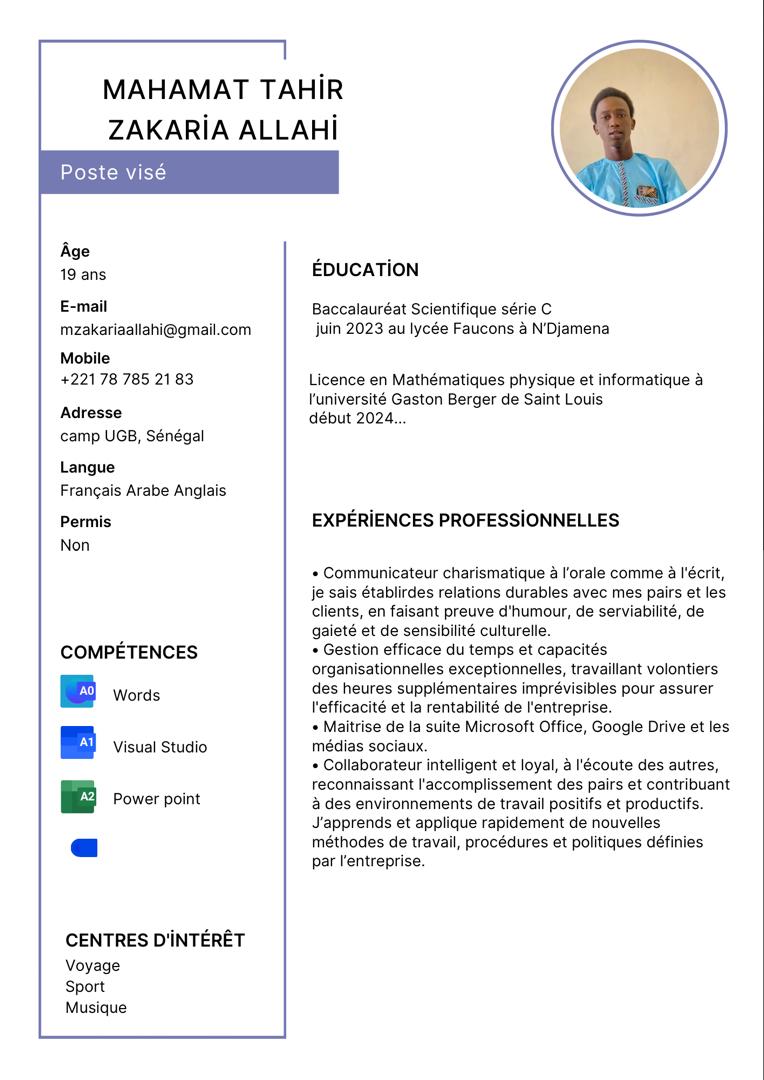 MAHAMAT TAHİR
ZAKARİA ALLAHİ
Poste visé
Âge
19 ans
E-mail
mzakariaallahi@gmail.com
Mobile
+221 78 785 21 83
Adresse
camp UGB, Sénégal
Langue
Français Arabe Anglais
Permis
Non
COMPÉTENCES
A0 Words
A1 Visual Studio
A2 Power point
CENTRES D'İNTÉRÊT
Voyage
Sport
Musique
ÉDUCATİON
Baccalauréat Scientifique série C
juin 2023 au lycée Faucons à N’Djamena
Licence en Mathématiques physique et informatique à
l’université Gaston Berger de Saint Louis
début 2024...
EXPÉRİENCES PROFESSİONNELLES
• Communicateur charismatique à l’orale comme à l'écrit,
je sais établirdes relations durables avec mes pairs et les
clients, en faisant preuve d'humour, de serviabilité, de
gaieté et de sensibilité culturelle.
• Gestion efficace du temps et capacités
organisationnelles exceptionnelles, travaillant volontiers
des heures supplémentaires imprévisibles pour assurer
l'efficacité et la rentabilité de l'entreprise.
• Maitrise de la suite Microsoft Office, Google Drive et les
médias sociaux.
• Collaborateur intelligent et loyal, à l'écoute des autres,
reconnaissant l'accomplissement des pairs et contribuant
à des environnements de travail positifs et productifs.
J’apprends et applique rapidement de nouvelles
méthodes de travail, procédures et politiques définies
par l’entreprise.